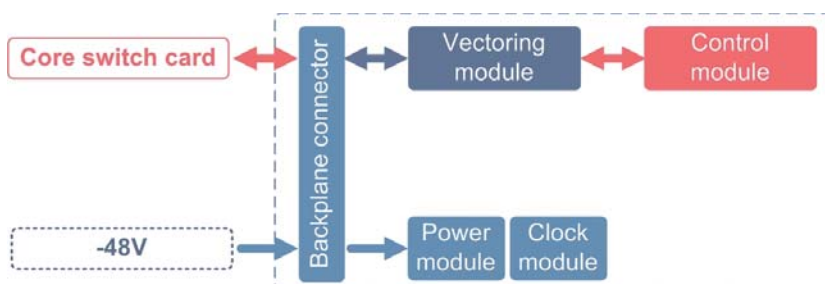 Core switch card
Backplane connector
Vectoring
module
Control
module
-48V
Power
module
Clock
module